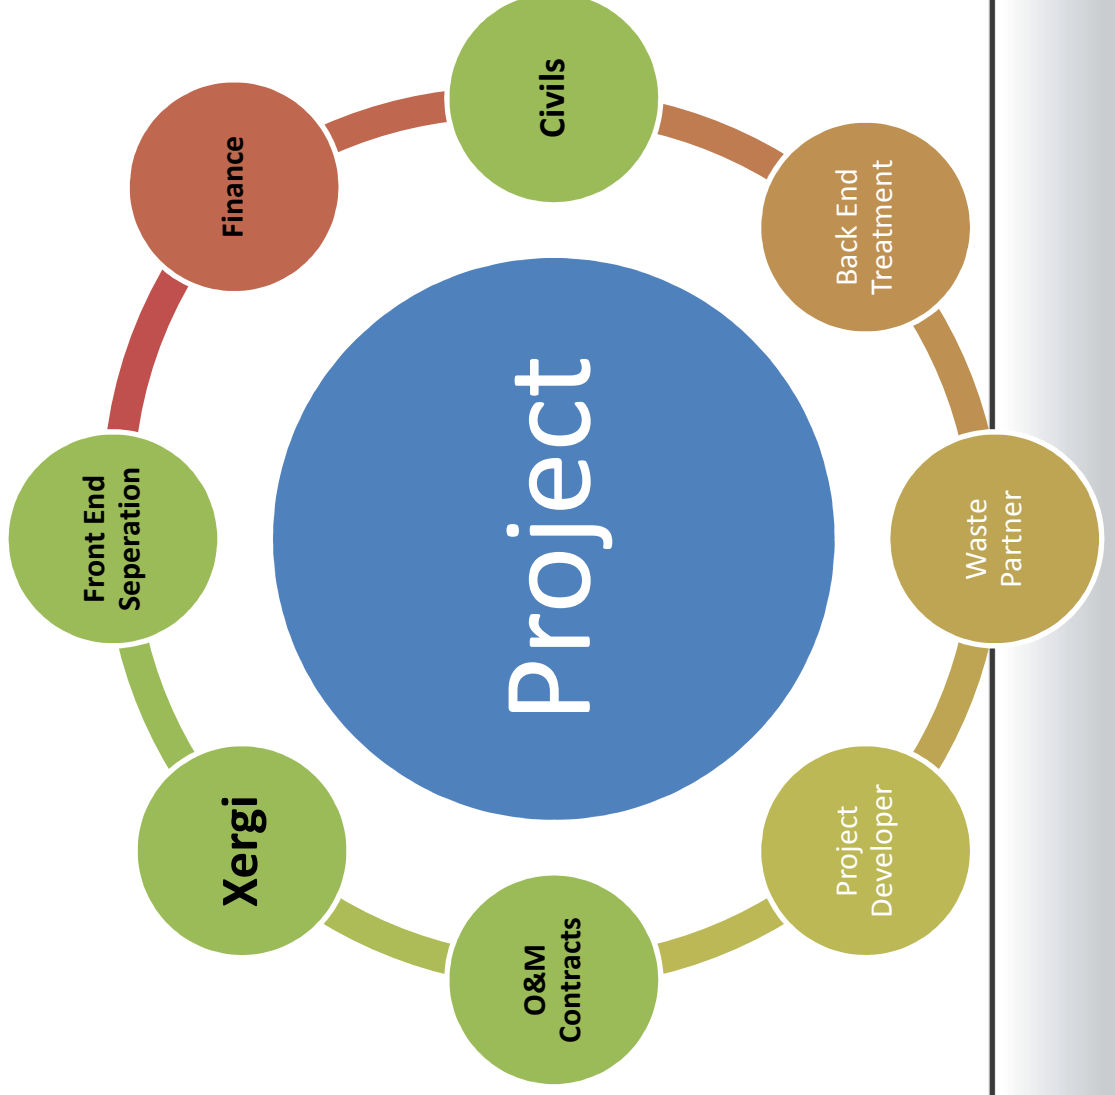 Project
Front End
Seperation
Finance
Civils
Back End
Treatment
Waste
Partner
Project
Developer
O&M
Contracts
Xergi